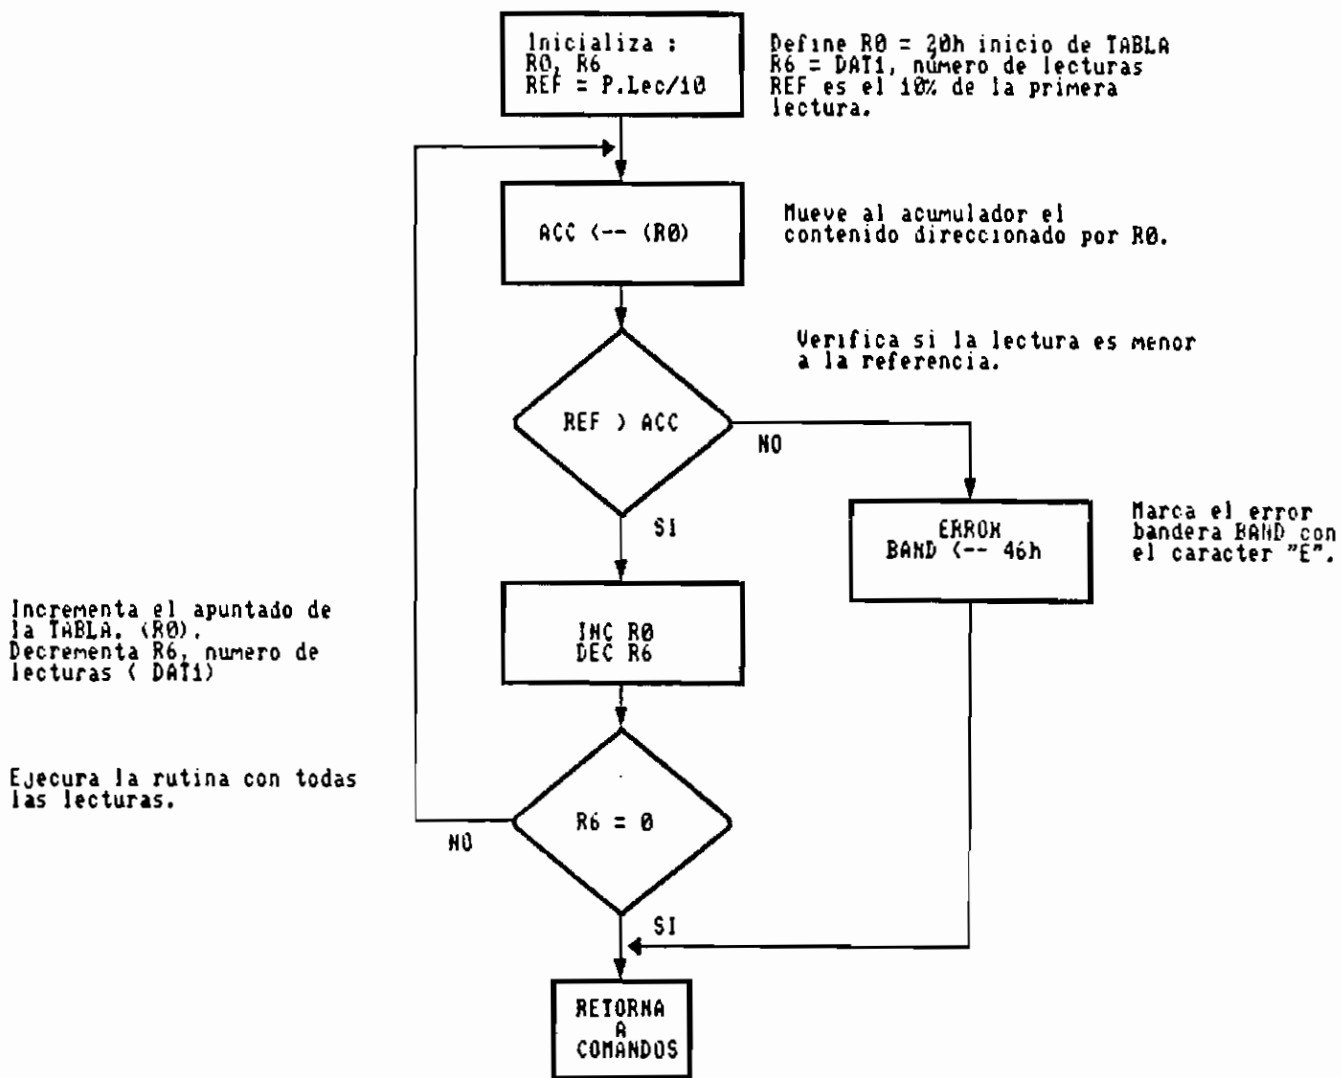 Inicializa :
R0, R6
REF = P.Lec/10
Define R0 = 20h inicio de TABLA
R6 = DAT1, número de lecturas
REF es el 10% de la primera
lectura.
ACC <-- (R0)
Mueve al acumulador el
contenido direccionado por R0.
Verifica si la lectura es menor
a la referencia.
REF > ACC
NO
SI
ERROR
BAND <-- 46h
Marca el error
bandera BAND con
el caracter "E".
Incrementa el apuntado de
la TABLA. (R0).
Decrementa R6, numero de
lecturas ( DAT1)
INC R0
DEC R6
Ejecura la rutina con todas
las lecturas.
R6 = 0
NO
SI
RETORNA
A
COMANDOS